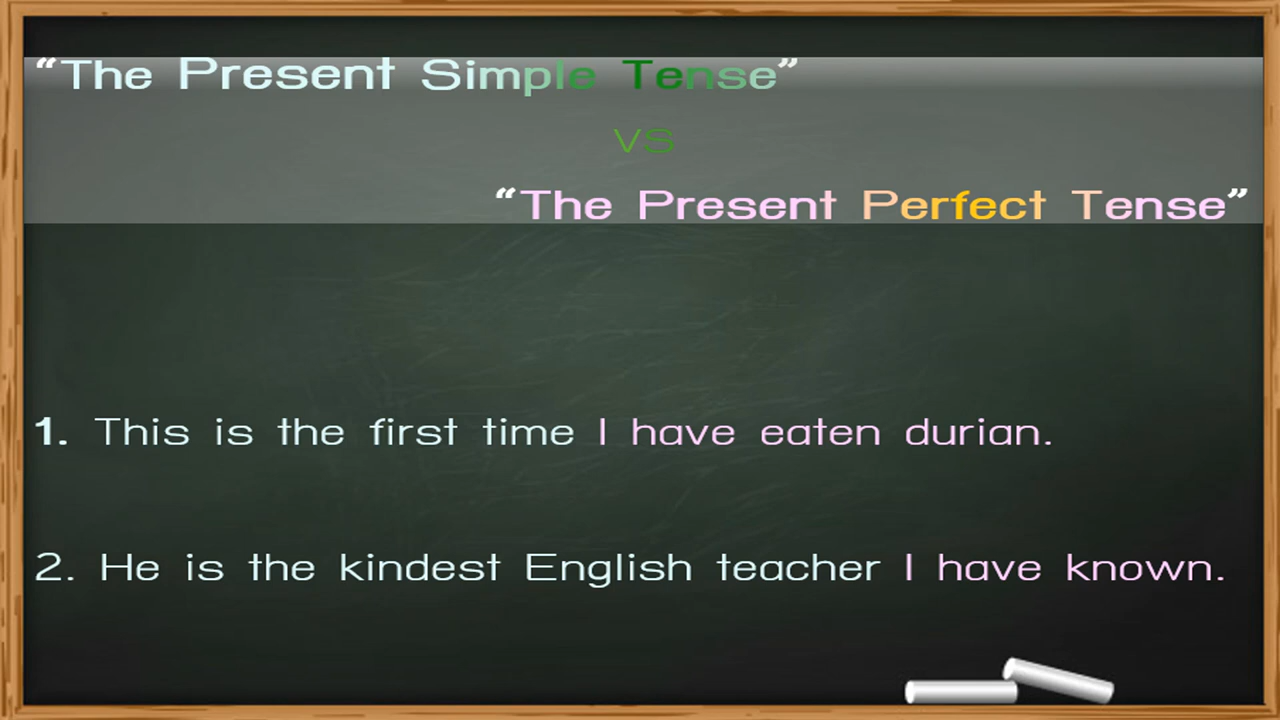 “The Present Simple Tense”
VS
“The Present Perfect Tense”
1. This is the first time I have eaten durian.
2. He is the kindest English teacher I have known.